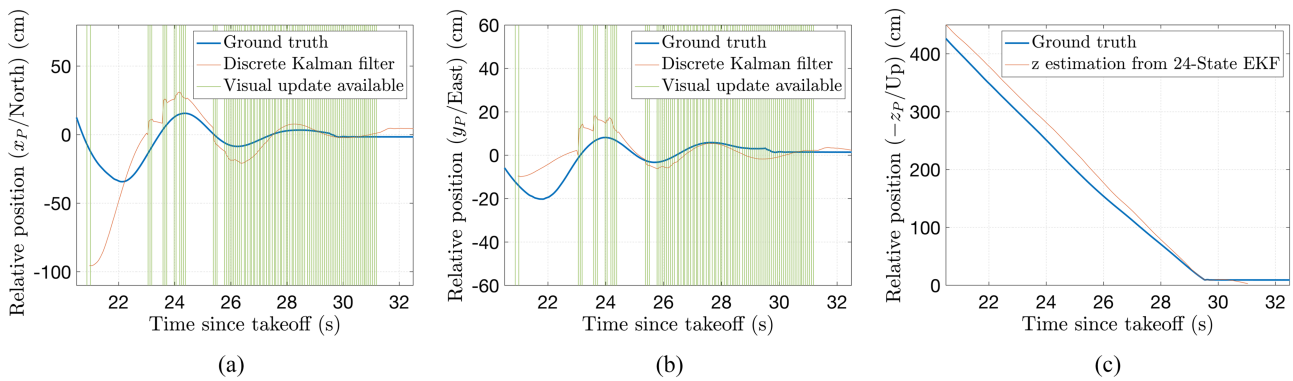 Relative position (x_P/North) (cm)
50
0
-50
-100
Ground truth
Discrete Kalman filter
Visual update available
22 24 26 28 30 32
Time since takeoff (s)
(a)
Relative position (y_P/East) (cm)
60
40
20
0
-20
-40
-60
Ground truth
Discrete Kalman filter
Visual update available
22 24 26 28 30 32
Time since takeoff (s)
(b)
Relative position (−z_P/Up) (cm)
400
300
200
100
0
Ground truth
z estimation from 24-State EKF
22 24 26 28 30 32
Time since takeoff (s)
(c)